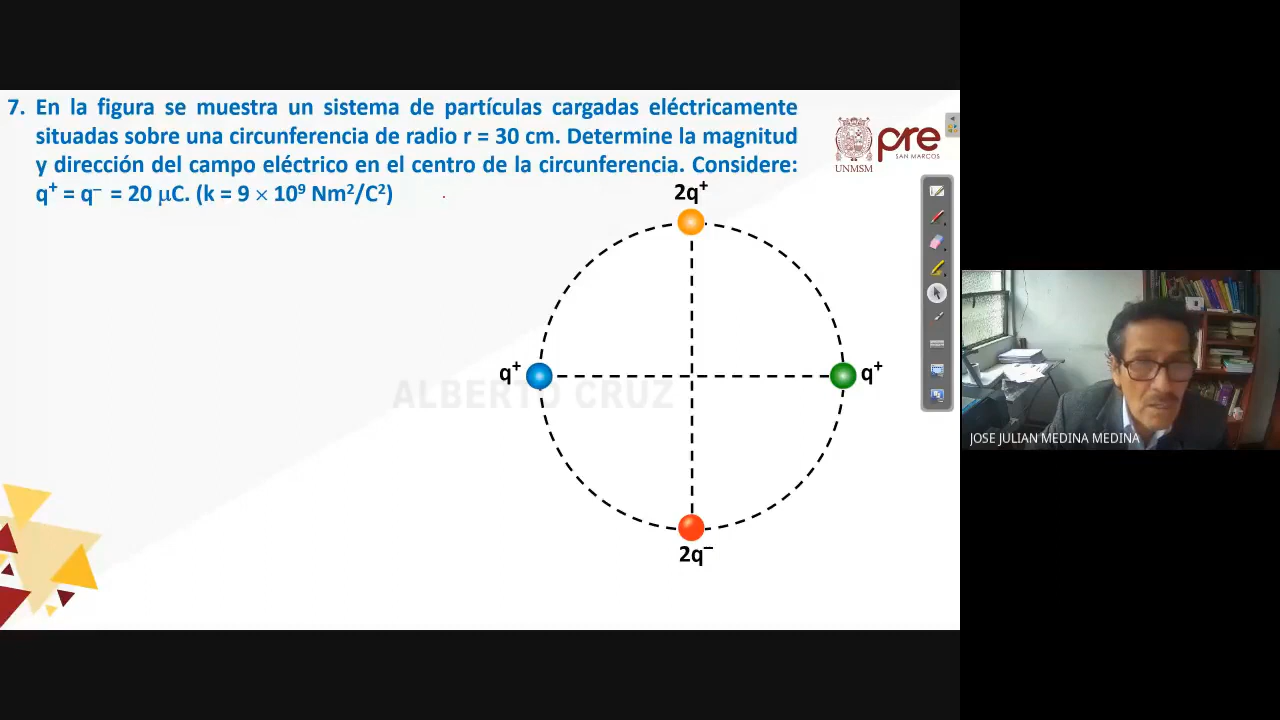 7. En la figura se muestra un sistema de partículas cargadas eléctricamente
situadas sobre una circunferencia de radio r = 30 cm. Determine la magnitud
y dirección del campo eléctrico en el centro de la circunferencia. Considere:
q⁺ = q⁻ = 20 μC. (k = 9 × 10⁹ Nm²/C²)
pre
SAN MARCOS
UNMSM
2q⁺
q⁺
q⁺
ALBERTO CRUZ
2q⁻
JOSE JULIAN MEDINA MEDINA